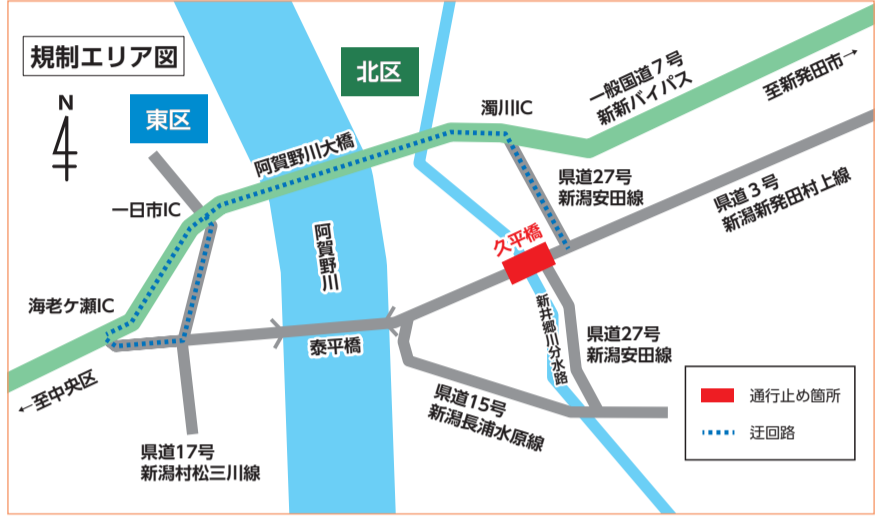 規制エリア図
N
東区
北区
濁川IC
一般国道7号
新新バイパス
至新発田市→
阿賀野川大橋
一日市IC
県道27号
新潟安田線
県道3号
新潟新発田村上線
久平橋
阿賀野川
海老ケ瀬IC
泰平橋
新井郷川分水路
県道27号
新潟安田線
←至中央区
県道15号
新潟長浦水原線
県道17号
新潟村松三川線
通行止め箇所
迂回路